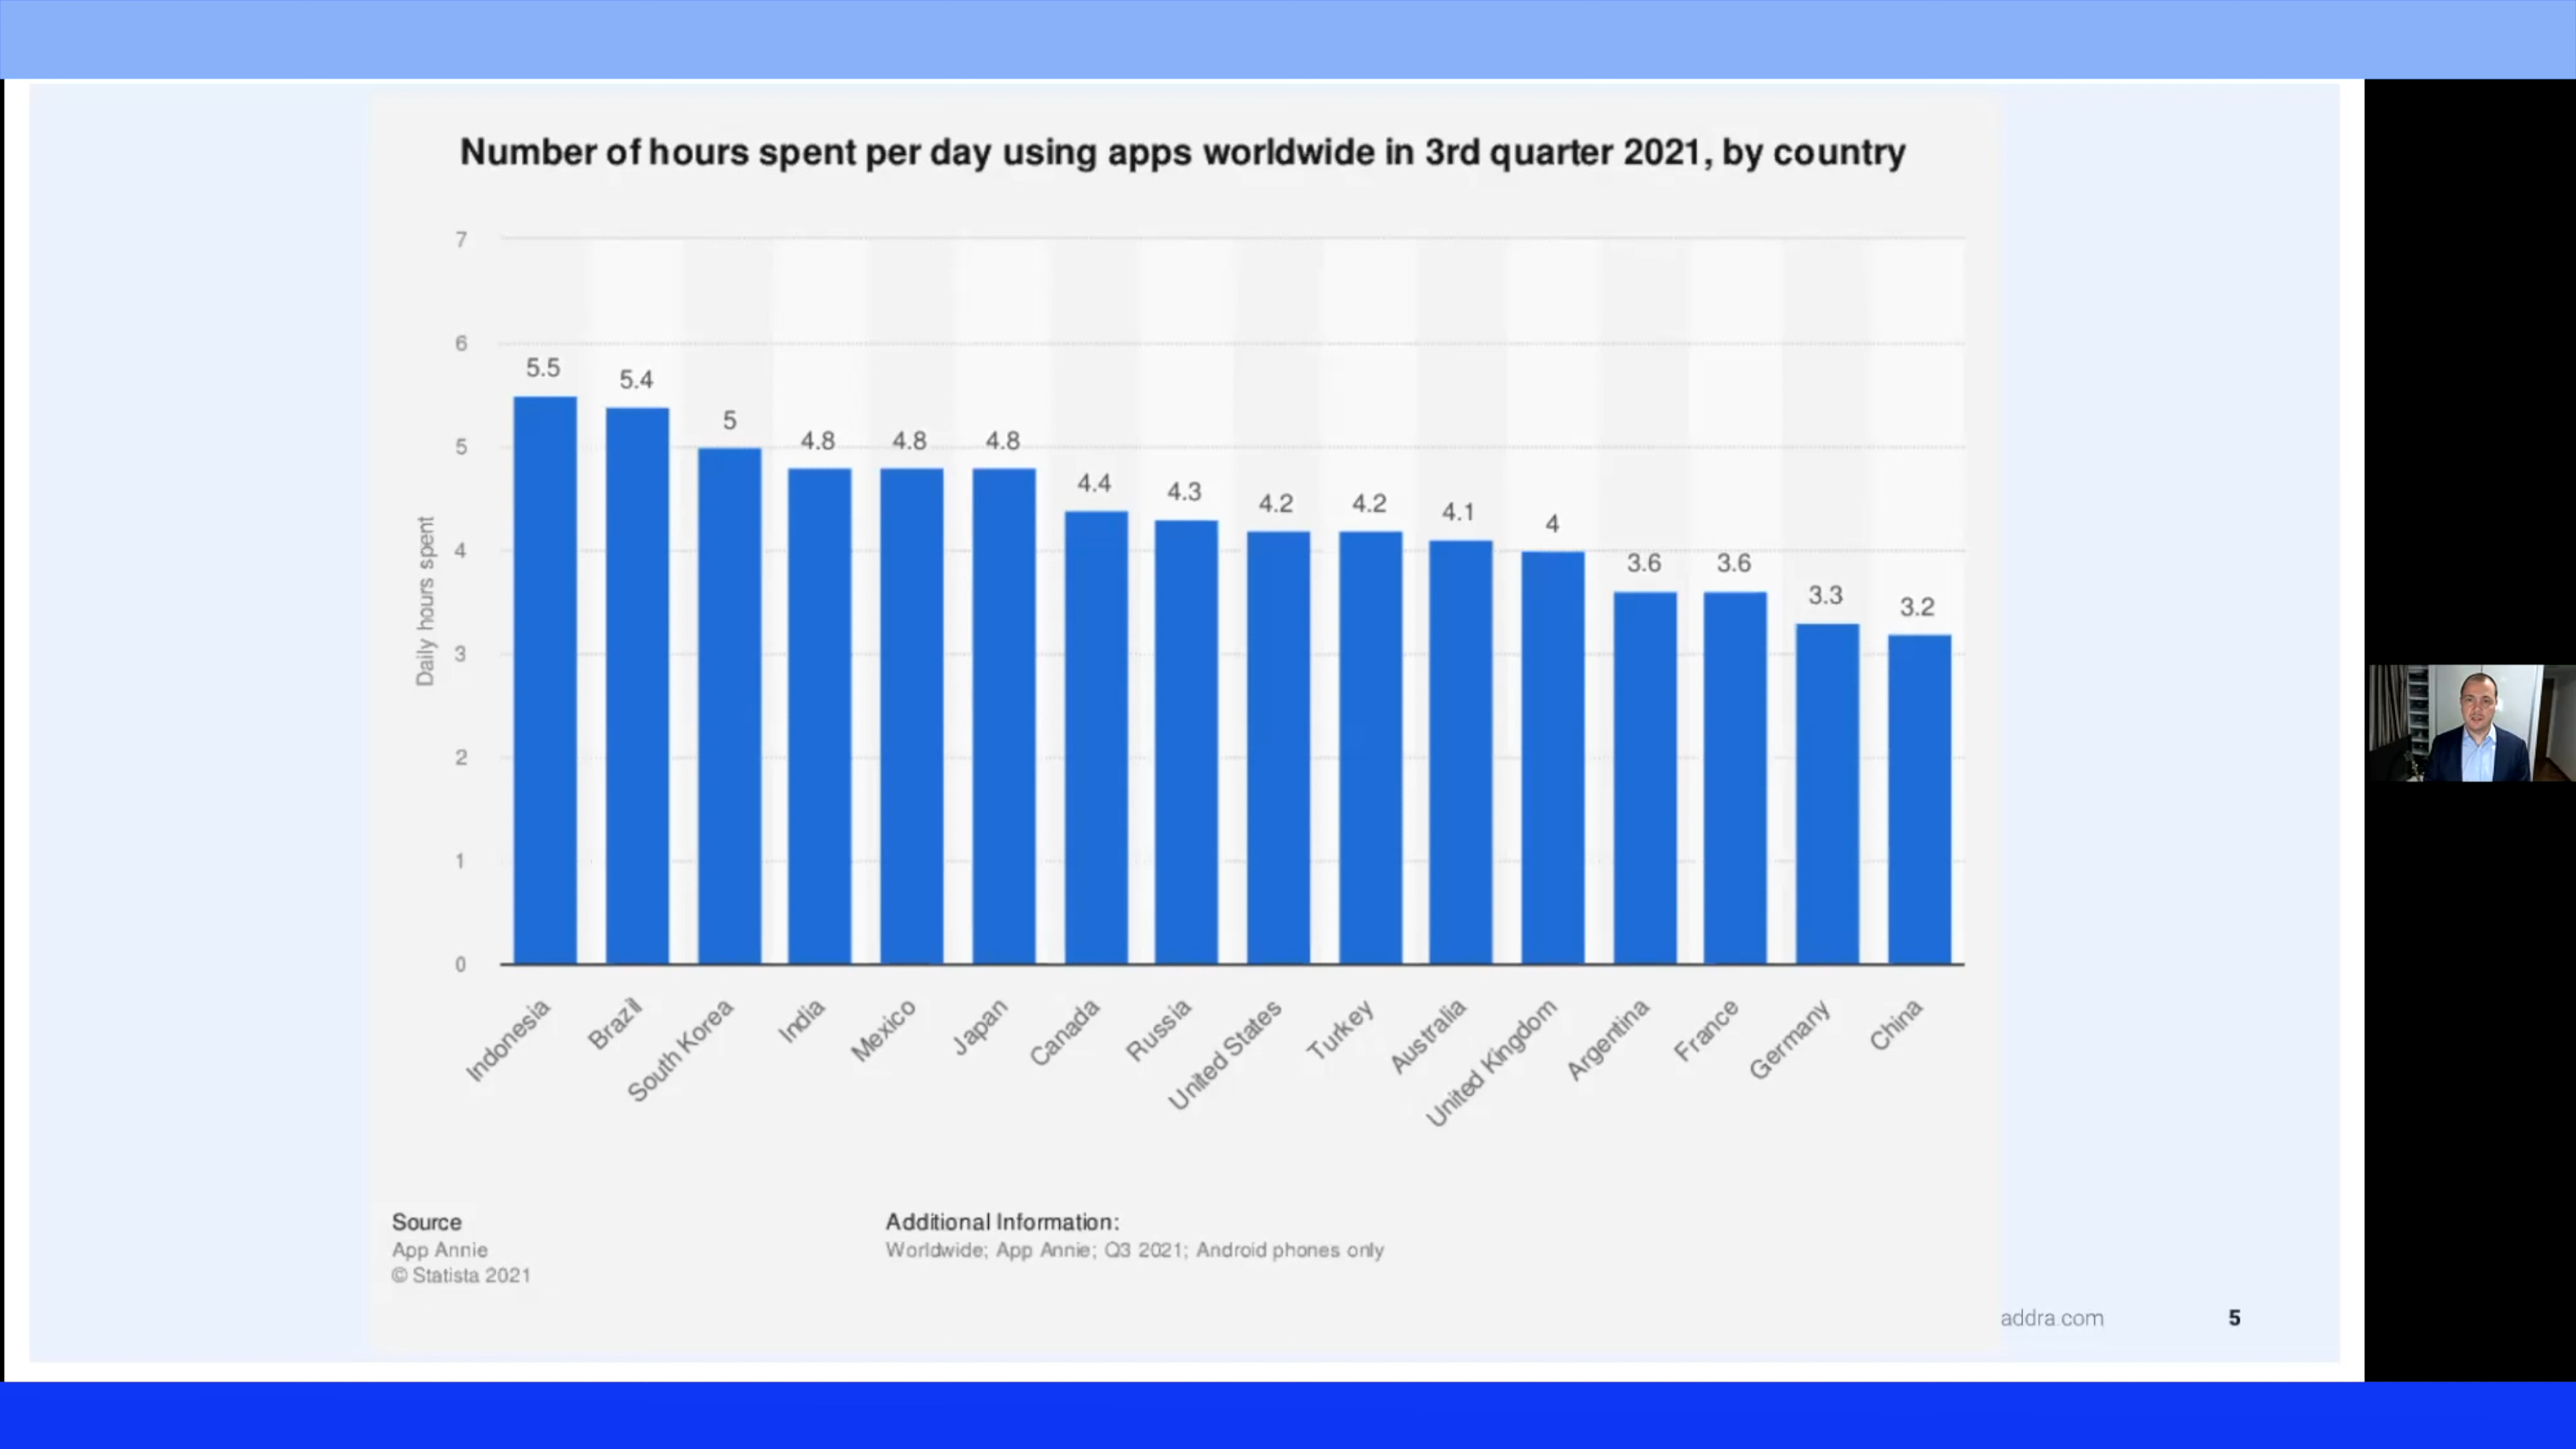 Number of hours spent per day using apps worldwide in 3rd quarter 2021, by country
Daily hours spent
7
6
5
4
3
2
1
0
5.5
5.4
5
4.8
4.8
4.8
4.4
4.3
4.2
4.2
4.1
4
3.6
3.6
3.3
3.2
Indonesia
Brazil
South Korea
India
Mexico
Japan
Canada
Russia
United States
Turkey
Australia
United Kingdom
Argentina
France
Germany
China
Source
App Annie
© Statista 2021
Additional Information:
Worldwide; App Annie; Q3 2021; Android phones only
addra.com
5